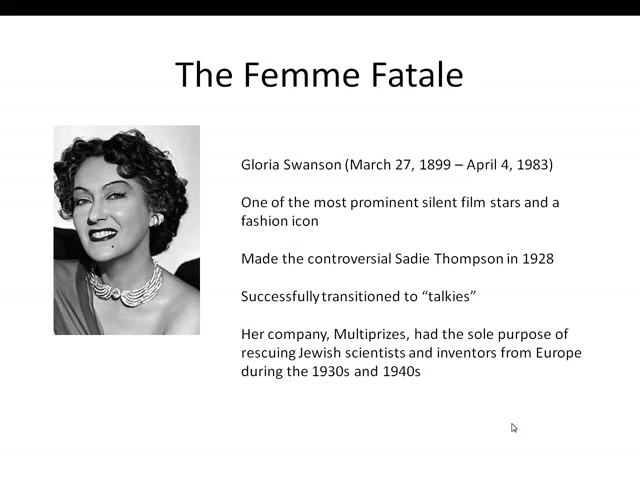 The Femme Fatale
Gloria Swanson (March 27, 1899 – April 4, 1983)
One of the most prominent silent film stars and a
fashion icon
Made the controversial Sadie Thompson in 1928
Successfully transitioned to “talkies”
Her company, Multiprizes, had the sole purpose of
rescuing Jewish scientists and inventors from Europe
during the 1930s and 1940s